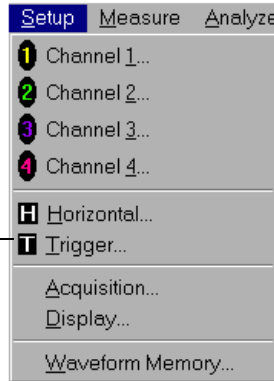 Setup Measure Analyze
1 Channel 1...
2 Channel 2...
3 Channel 3...
4 Channel 4...
H Horizontal...
T Trigger...
Acquisition...
Display...
Waveform Memory...